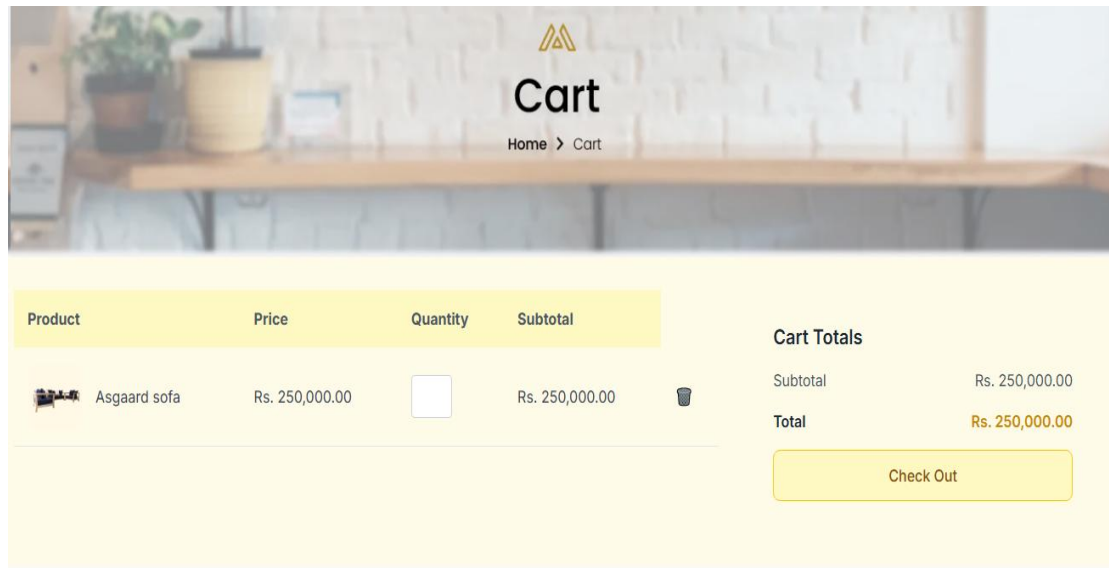 Cart
Home > Cart
Product Price Quantity Subtotal
Asgaard sofa Rs. 250,000.00 Rs. 250,000.00
Cart Totals
Subtotal Rs. 250,000.00
Total Rs. 250,000.00
Check Out